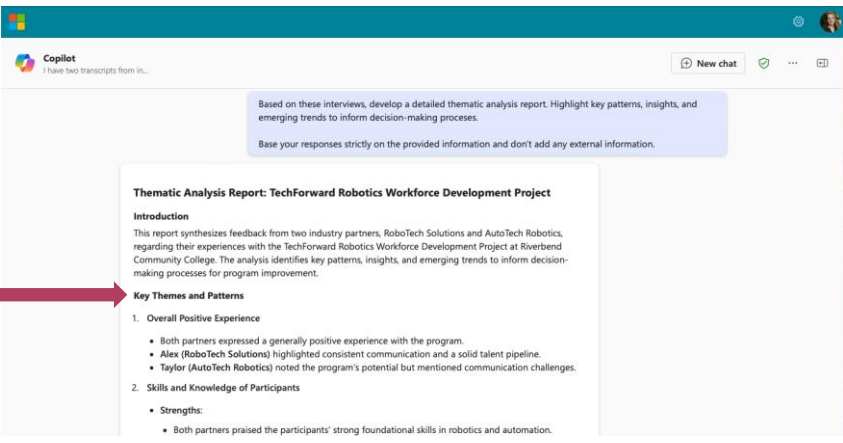 Copilot
I have two transcripts from in...
New chat
Based on these interviews, develop a detailed thematic analysis report. Highlight key patterns, insights, and
emerging trends to inform decision-making proceses.
Base your responses strictly on the provided information and don't add any external information.
Thematic Analysis Report: TechForward Robotics Workforce Development Project
Introduction
This report synthesizes feedback from two industry partners, RoboTech Solutions and AutoTech Robotics,
regarding their experiences with the TechForward Robotics Workforce Development Project at Riverbend
Community College. The analysis identifies key patterns, insights, and emerging trends to inform decision-
making processes for program improvement.
Key Themes and Patterns
1. Overall Positive Experience
• Both partners expressed a generally positive experience with the program.
• Alex (RoboTech Solutions) highlighted consistent communication and a solid talent pipeline.
• Taylor (AutoTech Robotics) noted the program's potential but mentioned communication challenges.
2. Skills and Knowledge of Participants
• Strengths:
• Both partners praised the participants' strong foundational skills in robotics and automation.